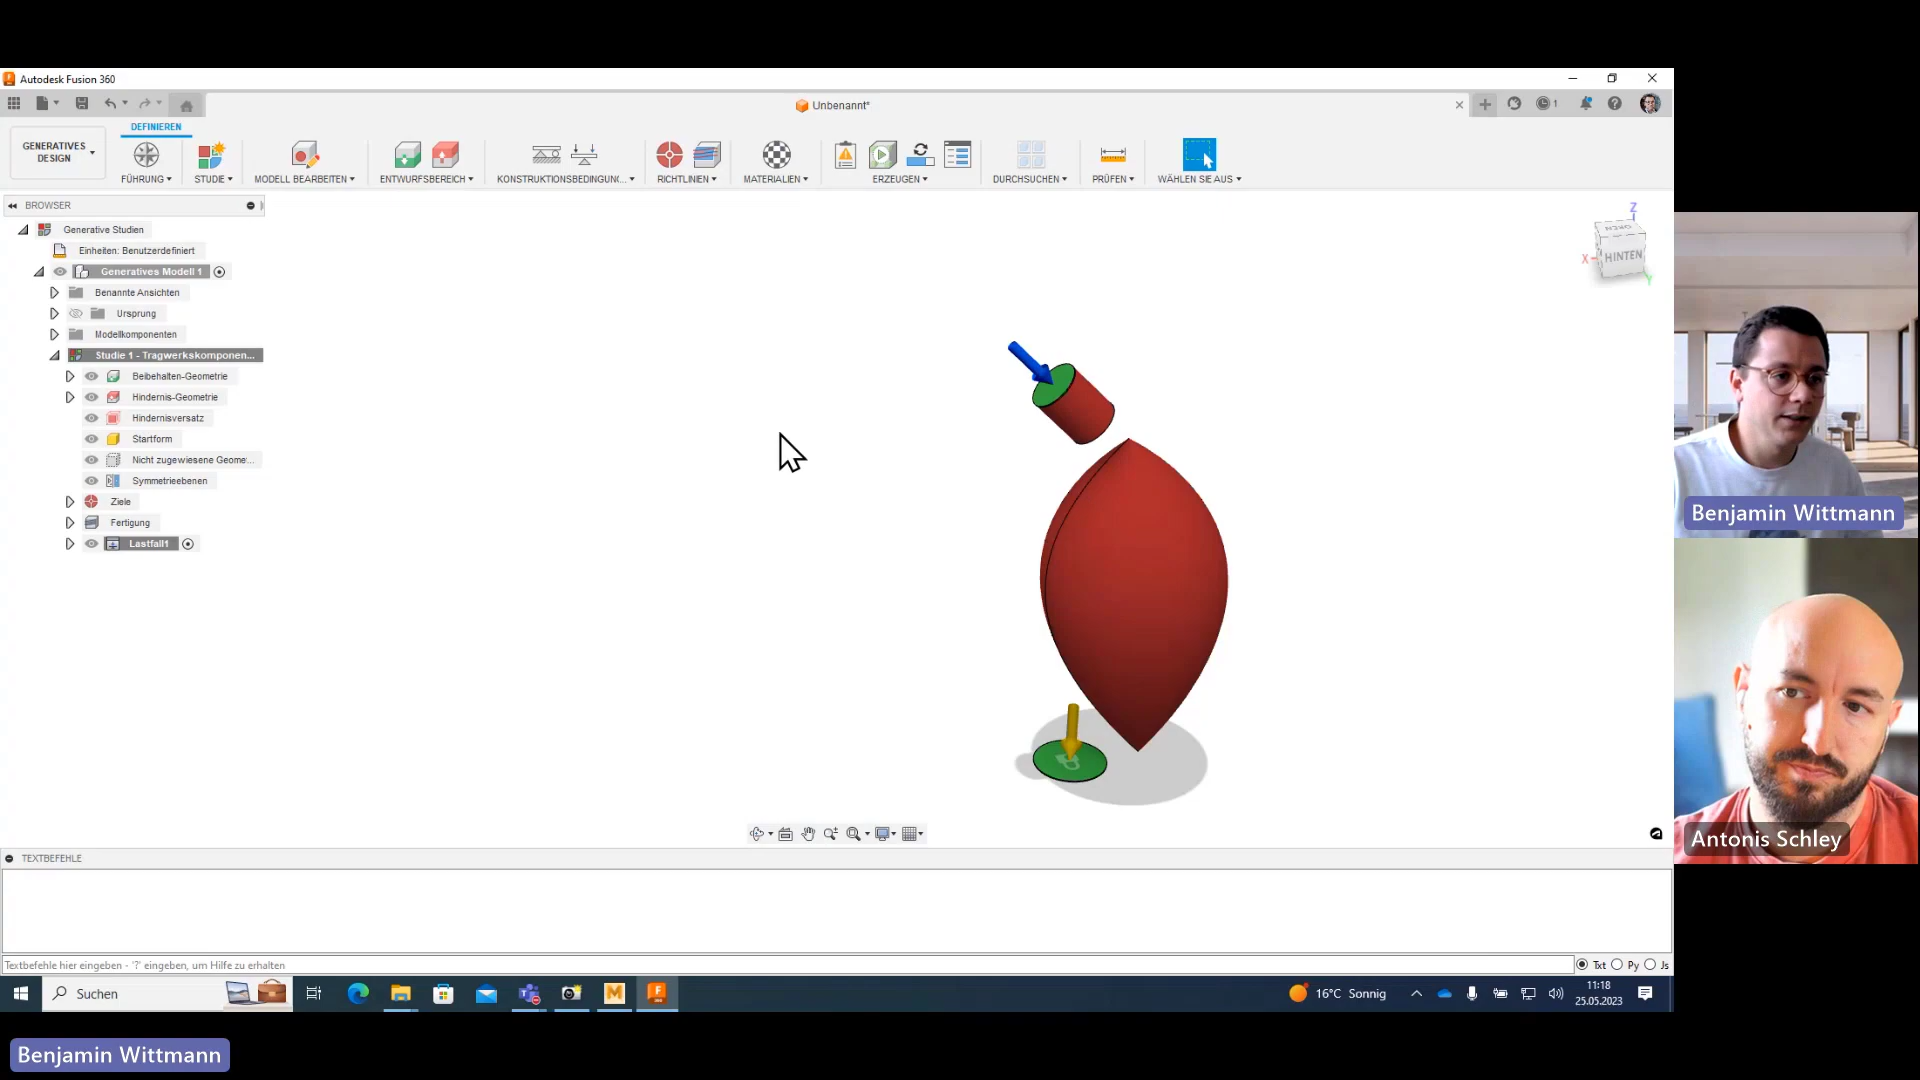 Autodesk Fusion 360
Unbenannt*
1
DEFINIEREN
GENERATIVES
DESIGN
FÜHRUNG
STUDIE
MODELL BEARBEITEN
ENTWURFSBEREICH
KONSTRUKTIONSBEDINGUN...
RICHTLINIEN
MATERIALIEN
ERZEUGEN
DURCHSUCHEN
PRÜFEN
WÄHLEN SIE AUS
BROWSER
Generative Studien
Einheiten: Benutzerdefiniert
Generatives Modell 1
Benannte Ansichten
Ursprung
Modellkomponenten
Studie 1 - Tragwerkskomponen...
Beibehalten-Geometrie
Hindernis-Geometrie
Hindernisversatz
Startform
Nicht zugewiesene Geome...
Symmetrieebenen
Ziele
Fertigung
Lastfall1
Z
OBEN
X
HINTEN
Y
Benjamin Wittmann
Antonis Schley
TEXTBEFEHLE
Textbefehle hier eingeben - '?' eingeben, um Hilfe zu erhalten
Txt
Py
Js
Suchen
16°C Sonnig
11:18
25.05.2023
Benjamin Wittmann